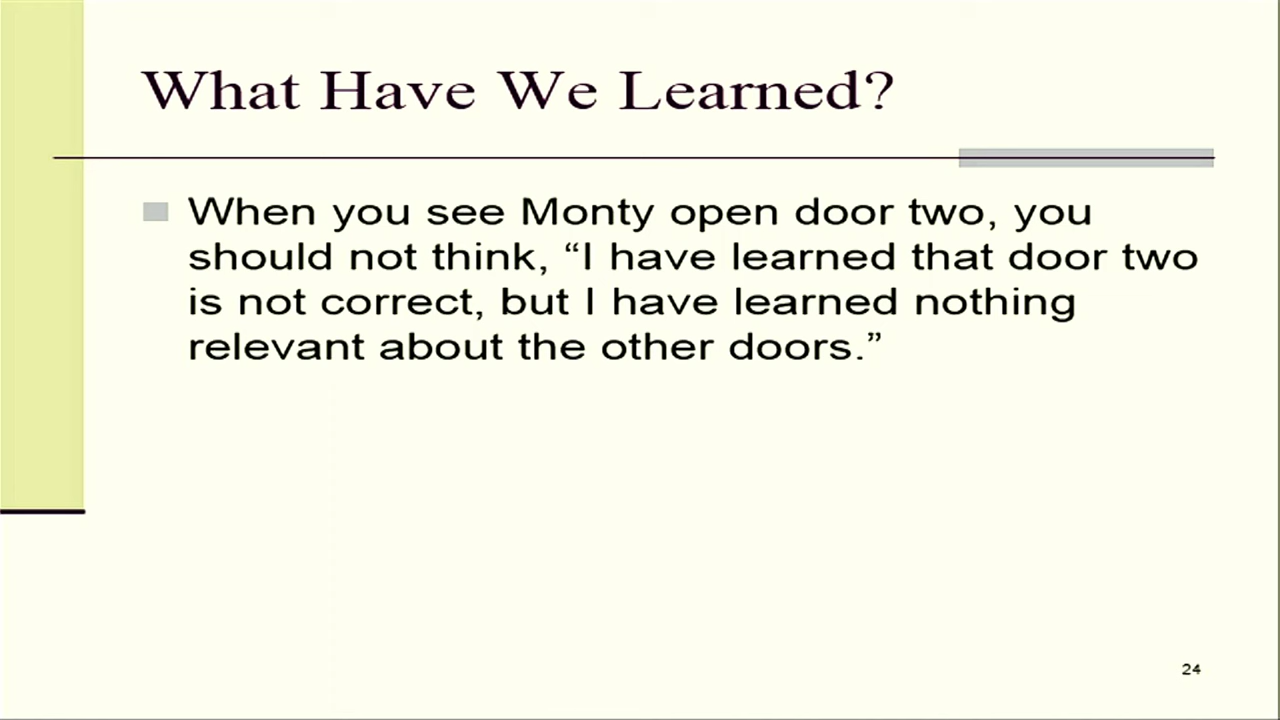 What Have We Learned?
When you see Monty open door two, you
should not think, “I have learned that door two
is not correct, but I have learned nothing
relevant about the other doors.”
24